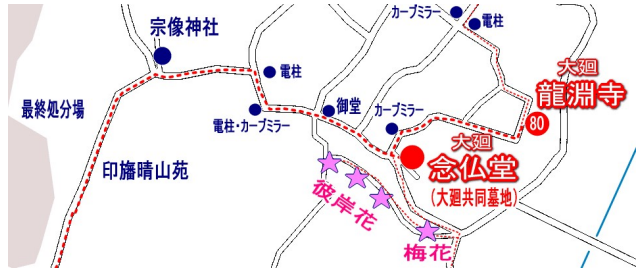 カーブミラー
電柱
宗像神社
電柱
大廻
龍淵寺
80
最終処分場
御堂
カーブミラー
電柱・カーブミラー
大廻
念仏堂
(大廻共同墓地)
印旛晴山苑
彼岸花
梅花